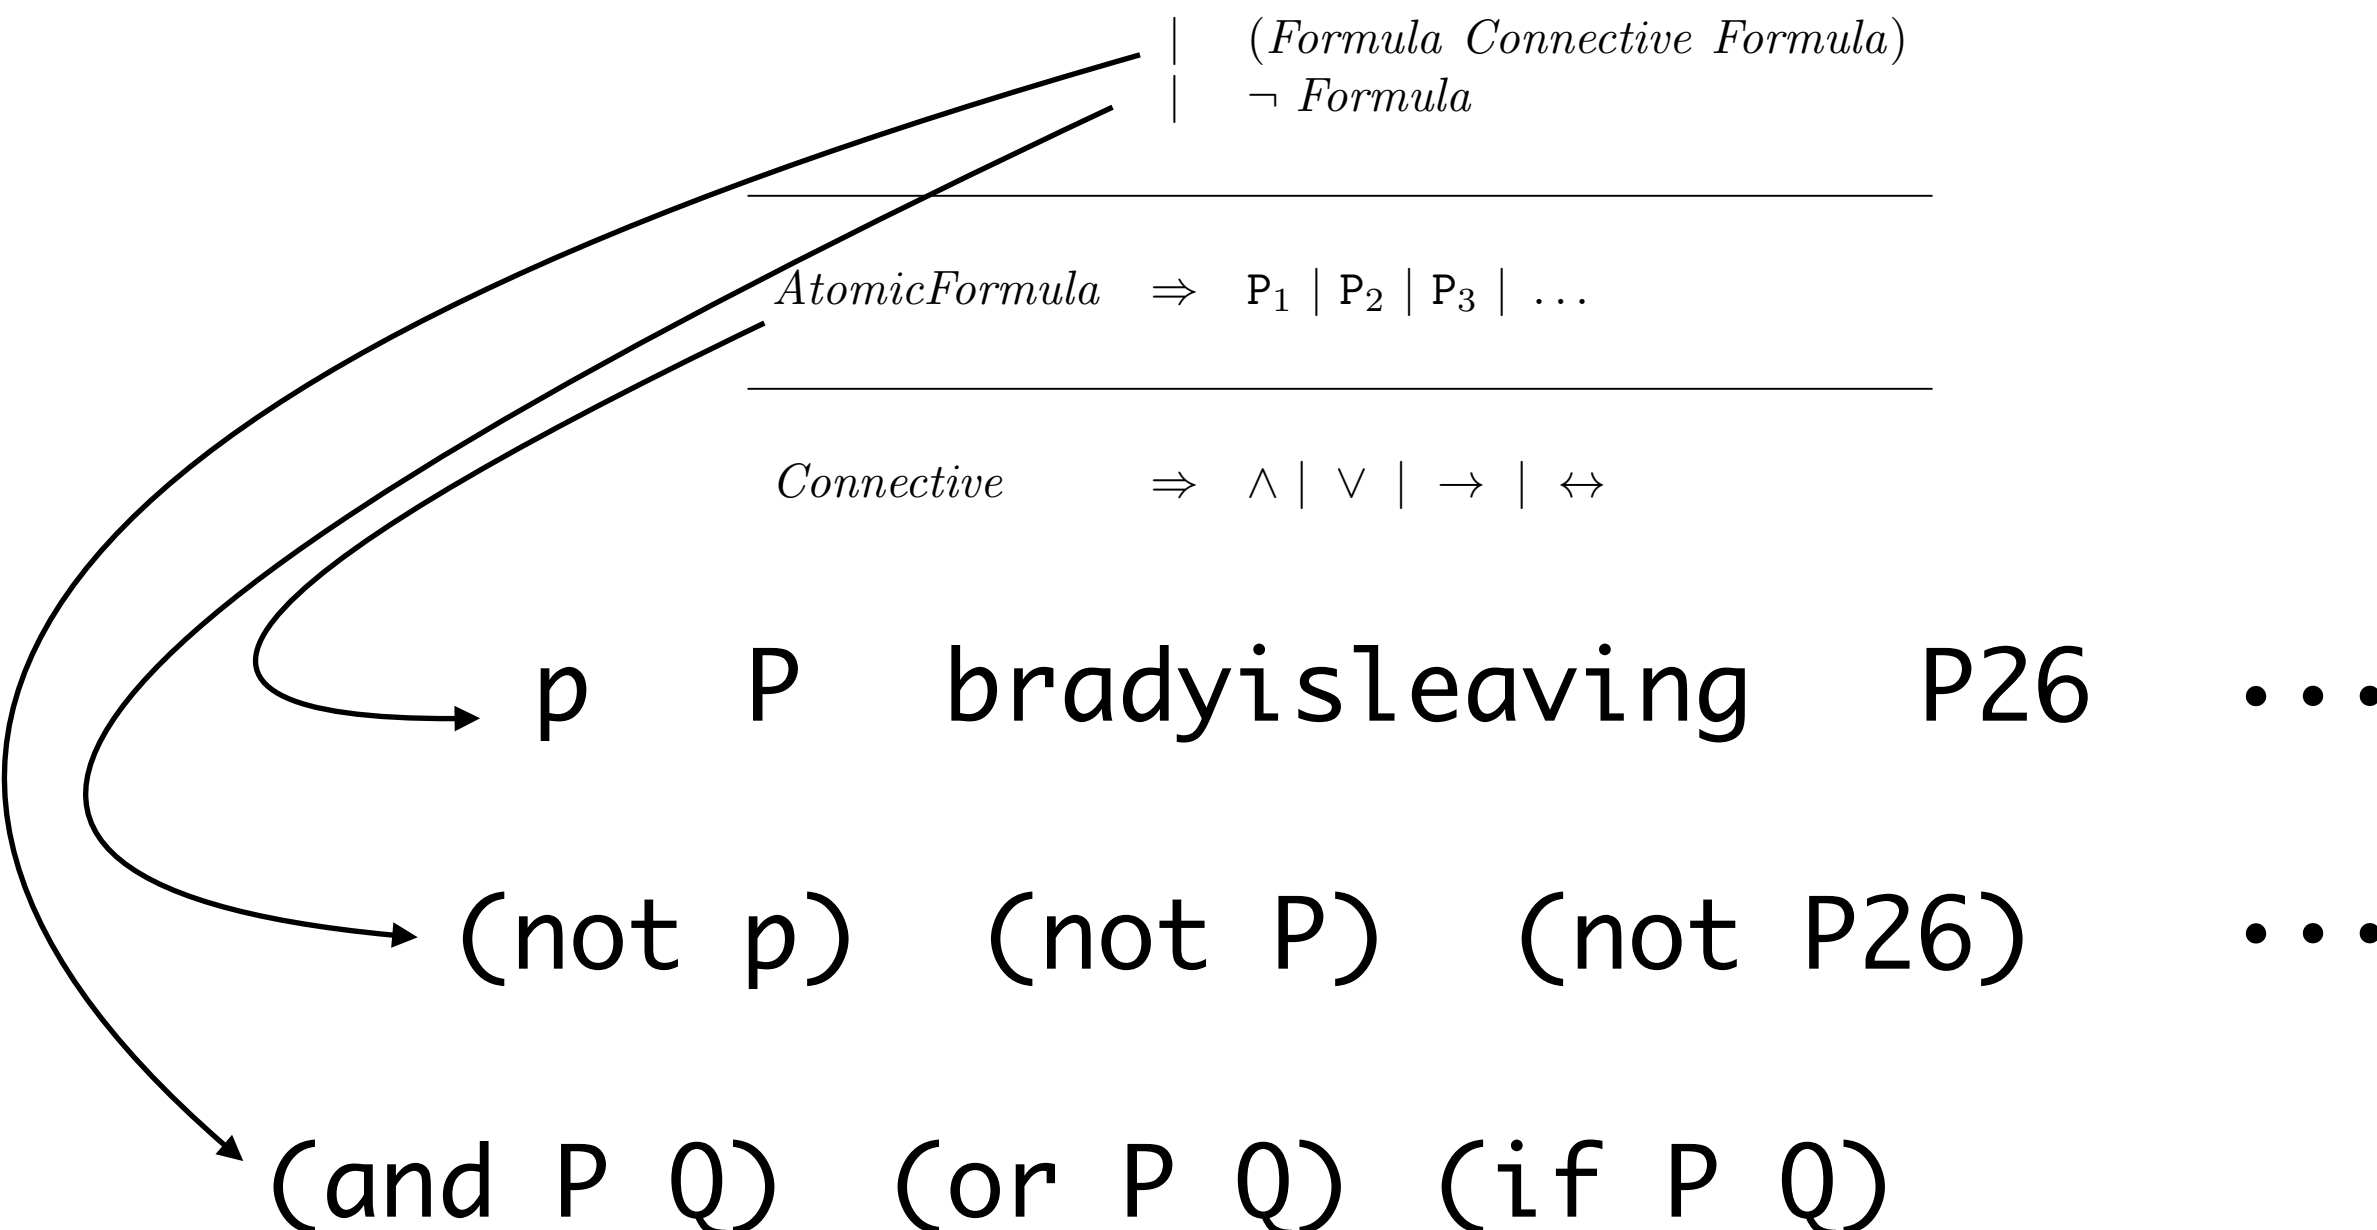 | (Formula Connective Formula)
| ¬ Formula
AtomicFormula ⇒ P₁ | P₂ | P₃ | ...
Connective ⇒ ∧ | ∨ | → | ↔
p P bradyisleaving P26 •••
(not p) (not P) (not P26) •••
(and P Q) (or P Q) (if P Q)